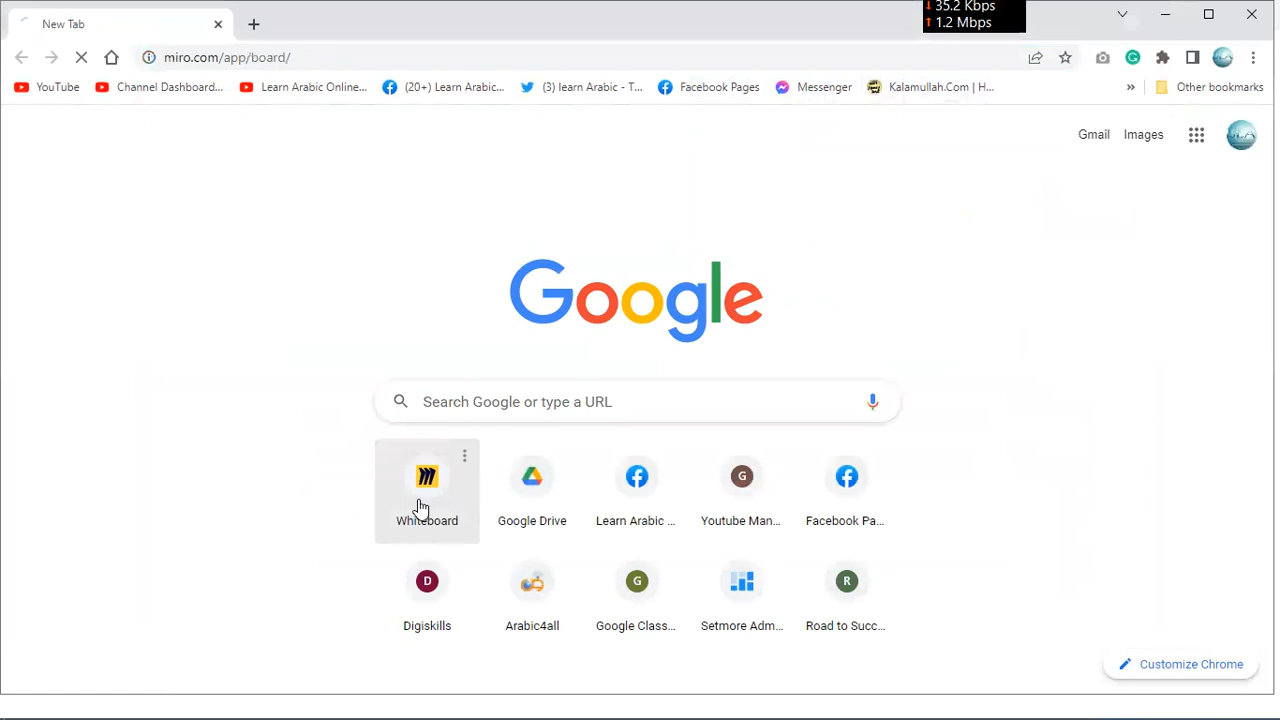 35.2 Kbps
1.2 Mbps
New Tab
miro.com/app/board/
YouTube
Channel Dashboard...
Learn Arabic Online...
(20+) Learn Arabic...
(3) learn Arabic - T...
Facebook Pages
Messenger
Kalamullah.Com | H...
Other bookmarks
Gmail
Images
Google
Search Google or type a URL
Whiteboard
Google Drive
Learn Arabic ...
G
Youtube Man...
Facebook Pa...
D
Digiskills
Arabic4all
G
Google Class...
Setmore Adm...
R
Road to Succ...
Customize Chrome